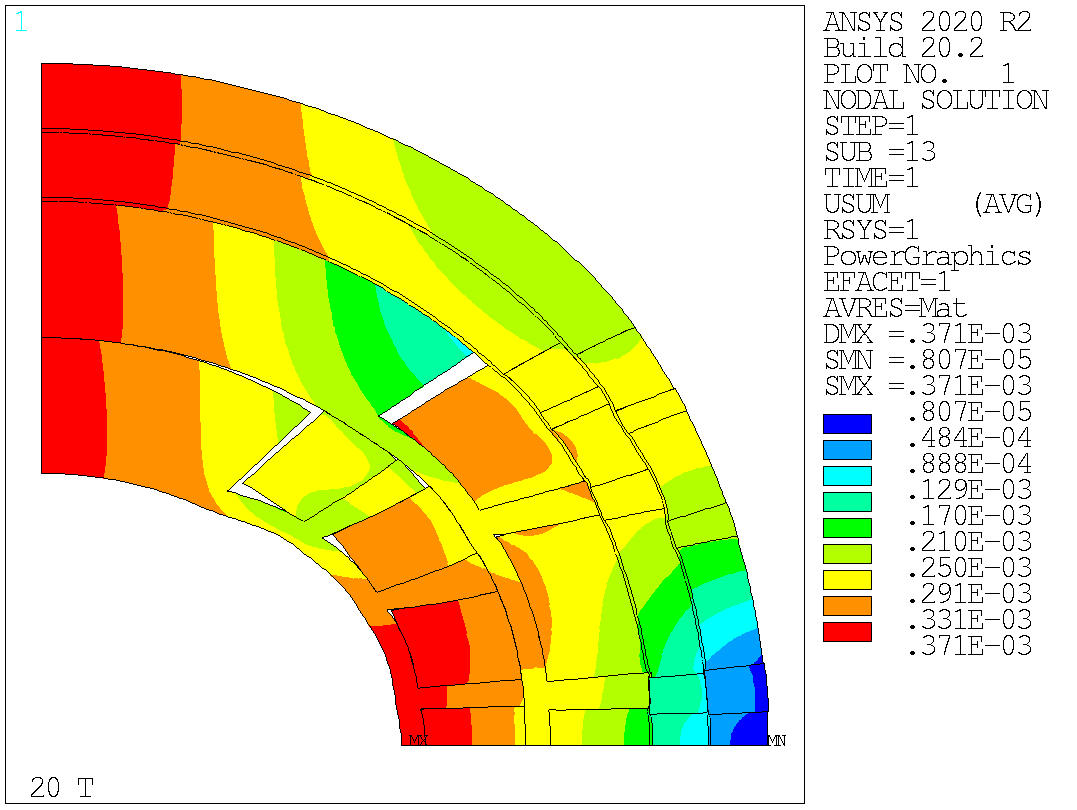 1
ANSYS 2020 R2
Build 20.2
PLOT NO. 1
NODAL SOLUTION
STEP=1
SUB =13
TIME=1
USUM (AVG)
RSYS=1
PowerGraphics
EFACET=1
AVRES=Mat
DMX =.371E-03
SMN =.807E-05
SMX =.371E-03
.807E-05
.484E-04
.888E-04
.129E-03
.170E-03
.210E-03
.250E-03
.291E-03
.331E-03
.371E-03
MX
MN
20 T